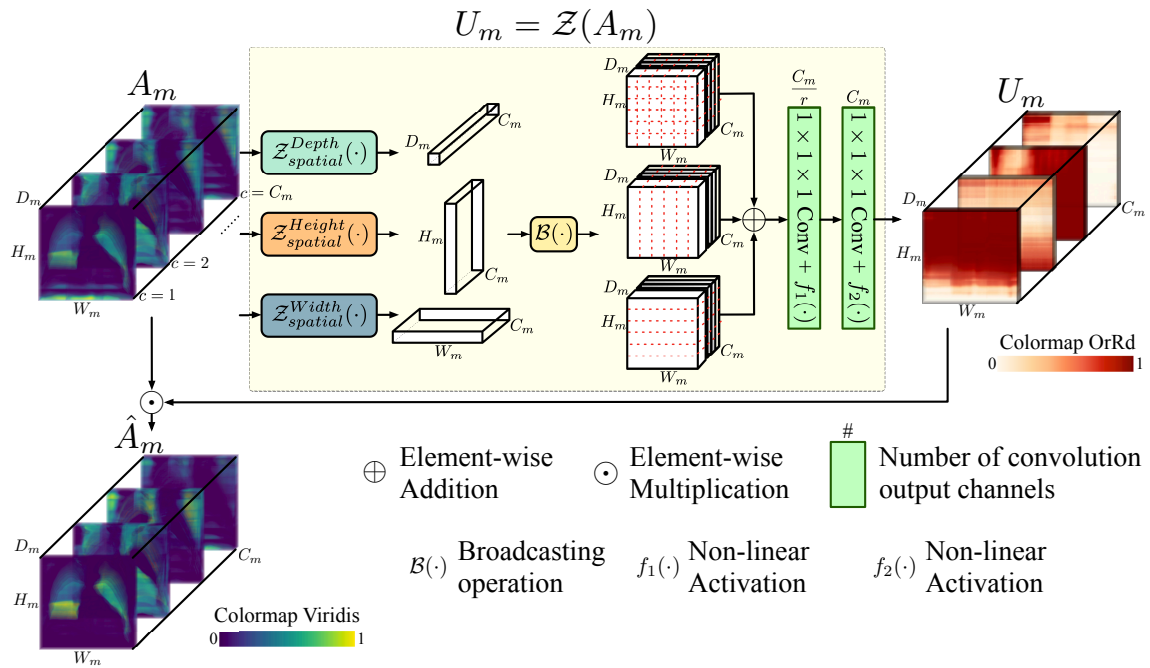 U_m = Z(A_m)
A_m
D_m
H_m
W_m
c = 1
c = 2
c = C_m
Z^{Depth}_{spatial}(·)
Z^{Height}_{spatial}(·)
Z^{Width}_{spatial}(·)
D_m
C_m
H_m
C_m
W_m
C_m
B(·)
D_m
H_m
W_m
C_m
D_m
H_m
W_m
C_m
D_m
H_m
W_m
C_m
C_m/r
1 × 1 × 1 Conv + f_1(·)
C_m
1 × 1 × 1 Conv + f_2(·)
U_m
D_m
H_m
W_m
C_m
Colormap OrRd
0 1
Â_m
D_m
H_m
W_m
C_m
Colormap Viridis
0 1
⊕ Element-wise
Addition
⊙ Element-wise
Multiplication
#
Number of convolution
output channels
B(·) Broadcasting
operation
f_1(·) Non-linear
Activation
f_2(·) Non-linear
Activation